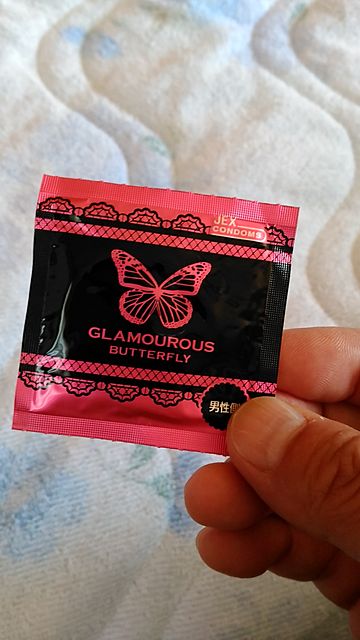 JEX
CONDOMS
GLAMOUROUS
BUTTERFLY
男性